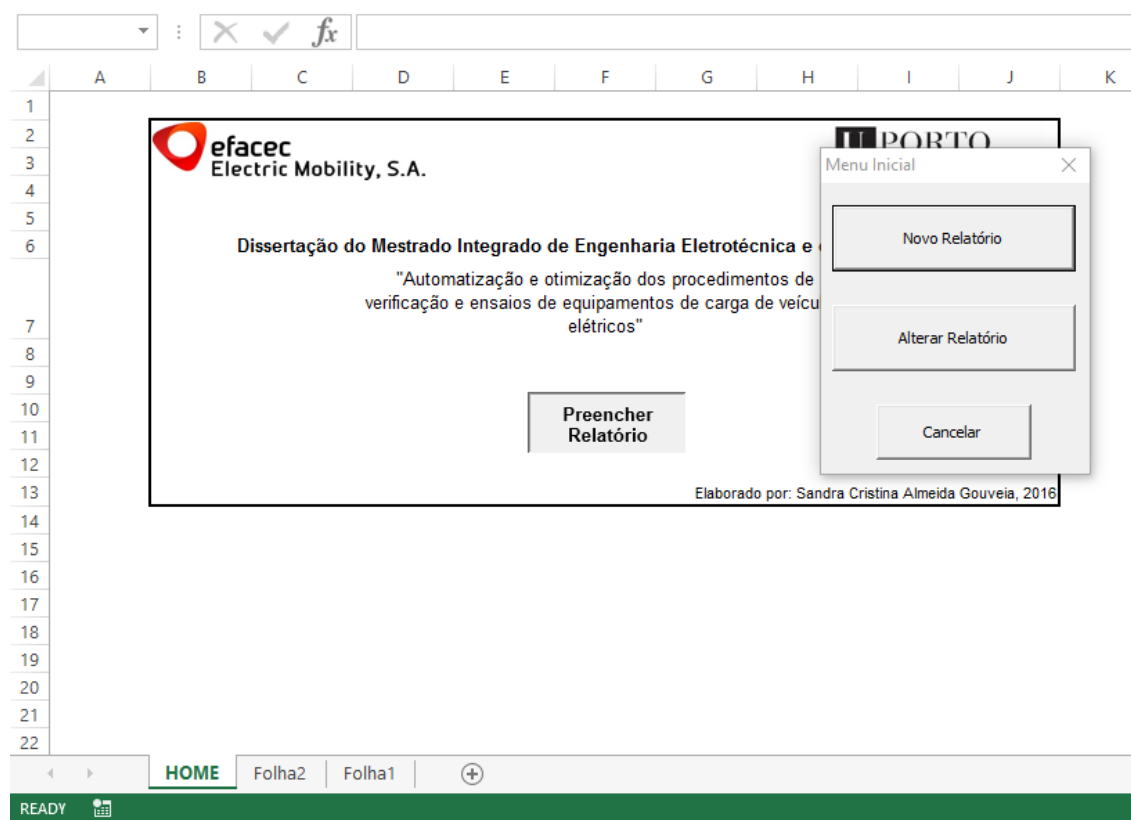 fx
A B C D E F G H I J K
1
2
3
4
5
6
7
8
9
10
11
12
13
14
15
16
17
18
19
20
21
22
efacec
Electric Mobility, S.A.
U.PORTO
Dissertação do Mestrado Integrado de Engenharia Eletrotécnica e
"Automatização e otimização dos procedimentos de
verificação e ensaios de equipamentos de carga de
elétricos"
Preencher
Relatório
Elaborado por: Sandra Cristina Almeida Gouveia, 2016
Menu Inicial
Novo Relatório
Alterar Relatório
Cancelar
HOME Folha2 Folha1
READY